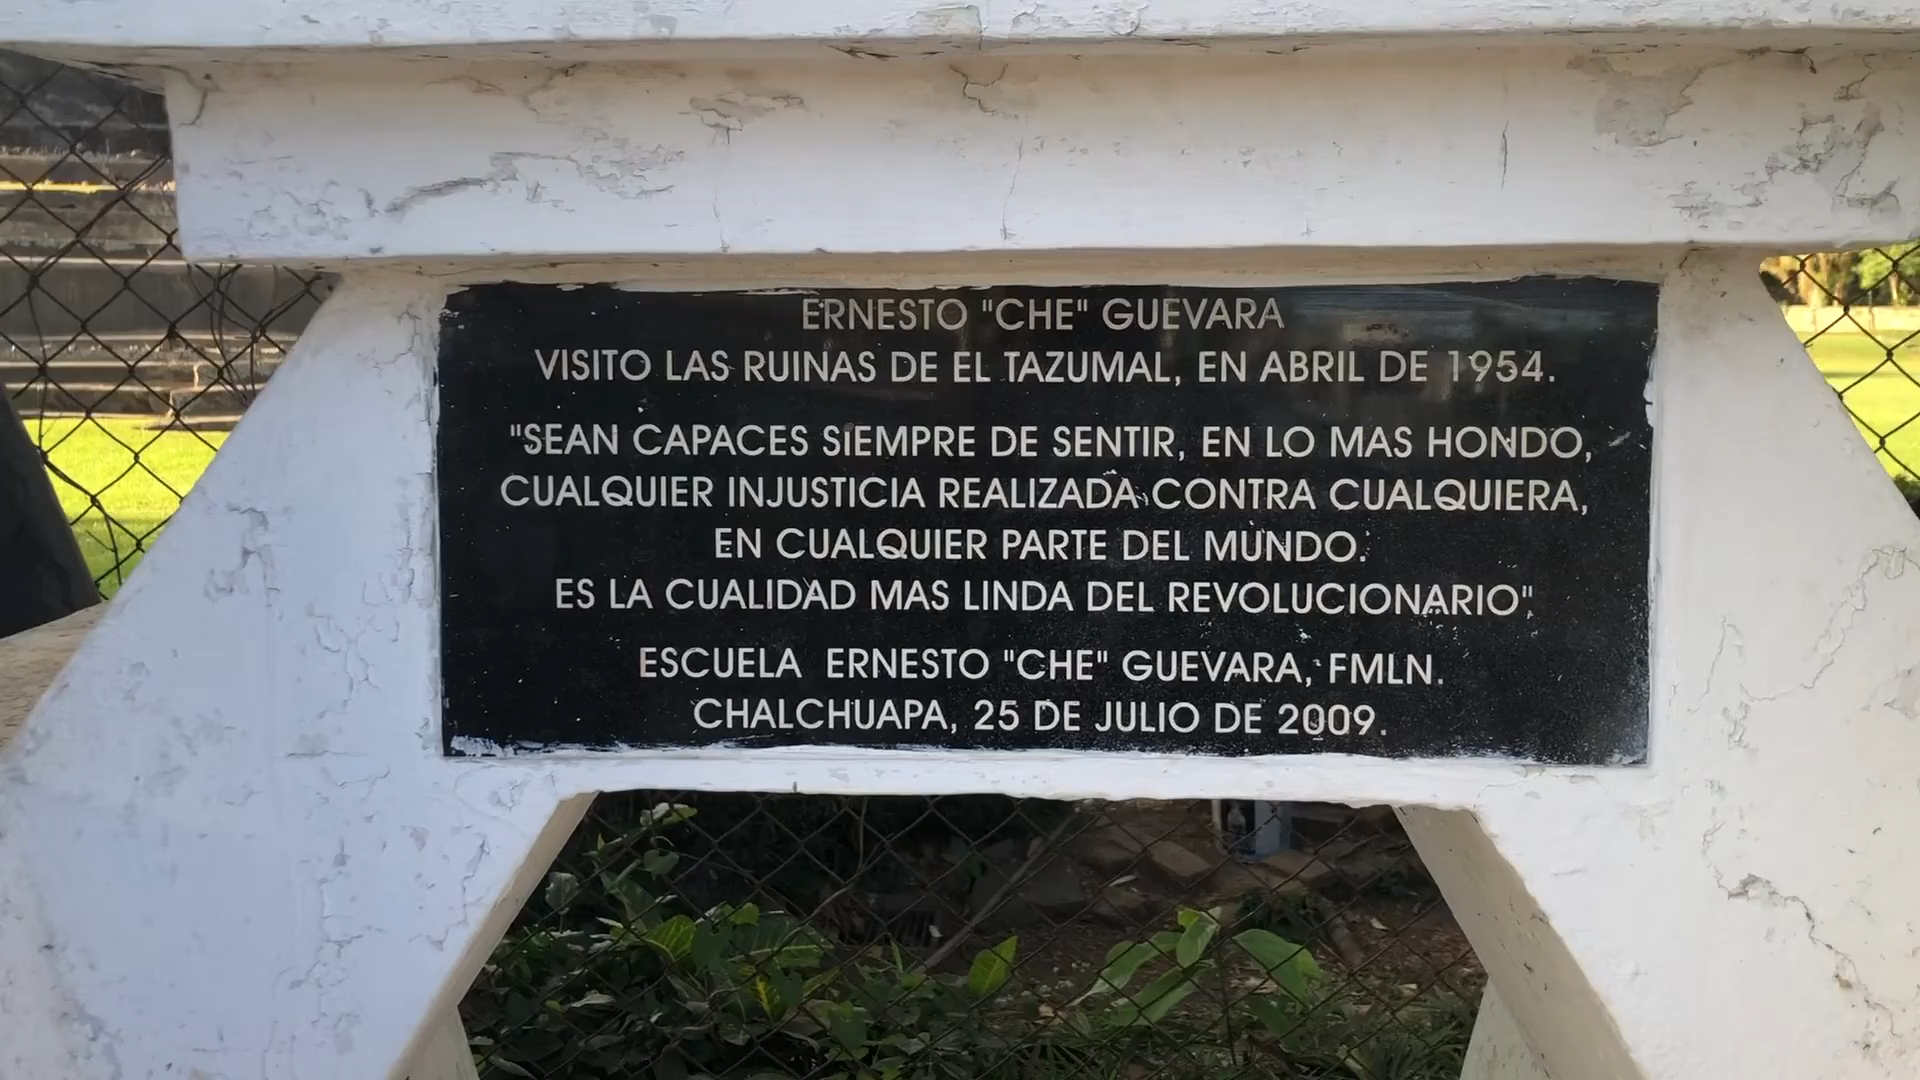 ERNESTO "CHE" GUEVARA
VISITO LAS RUINAS DE EL TAZUMAL, EN ABRIL DE 1954.
"SEAN CAPACES SIEMPRE DE SENTIR, EN LO MAS HONDO,
CUALQUIER INJUSTICIA REALIZADA CONTRA CUALQUIERA,
EN CUALQUIER PARTE DEL MUNDO.
ES LA CUALIDAD MAS LINDA DEL REVOLUCIONARIO"
ESCUELA ERNESTO "CHE" GUEVARA, FMLN.
CHALCHUAPA, 25 DE JULIO DE 2009.